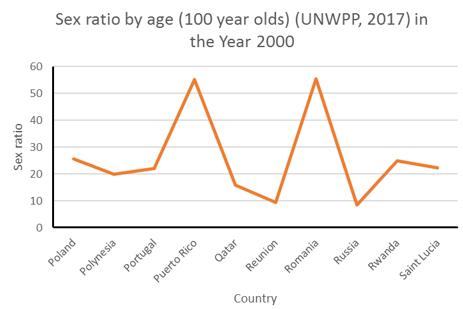 Sex ratio by age (100 year olds) (UNWPP, 2017) in
the Year 2000
60
50
40
30
20
10
0
Sex ratio
Poland
Polynesia
Portugal
Puerto Rico
Qatar
Reunion
Romania
Russia
Rwanda
Saint Lucia
Country